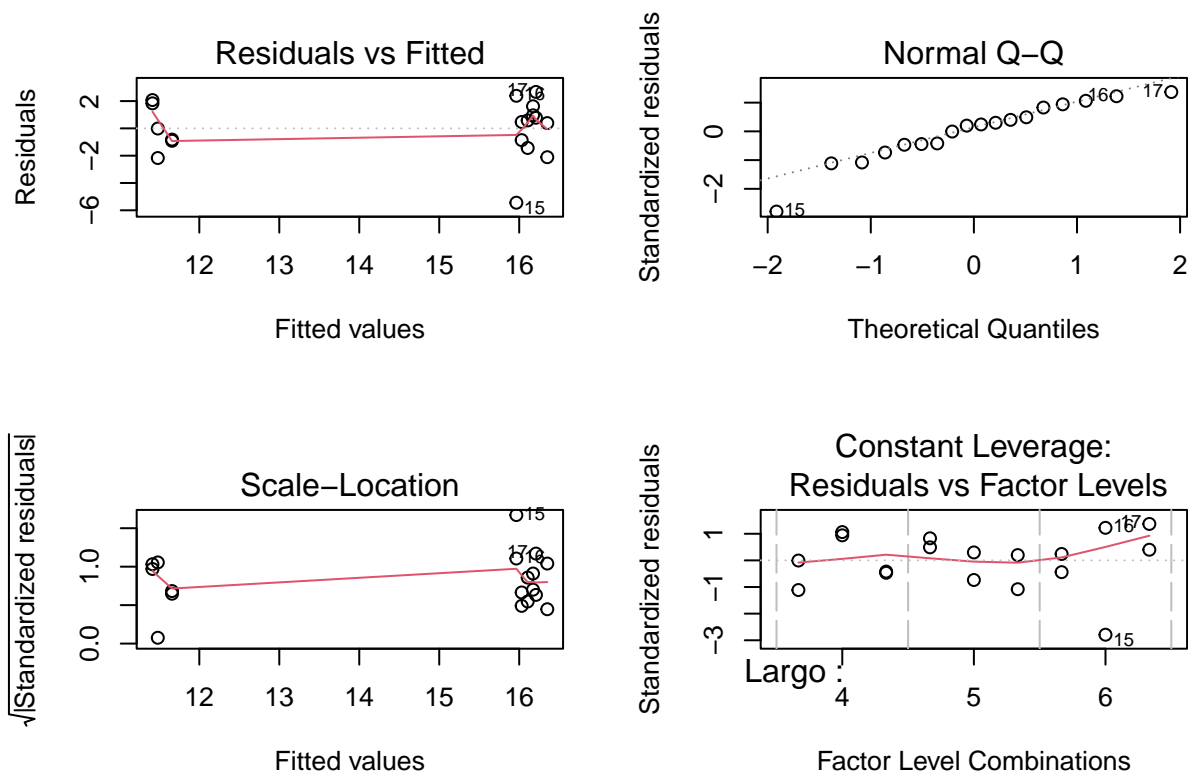 Residuals vs Fitted
Residuals
2
−2
−6
17
16
15
12
13
14
15
16
Fitted values
Normal Q−Q
Standardized residuals
0
−2
15
16
17
−2
−1
0
1
2
Theoretical Quantiles
Scale−Location
√|Standardized residuals|
1.0
0.0
15
17
16
12
13
14
15
16
Fitted values
Constant Leverage:
Residuals vs Factor Levels
Standardized residuals
1
−1
−3
17
16
15
Largo :
4
5
6
Factor Level Combinations